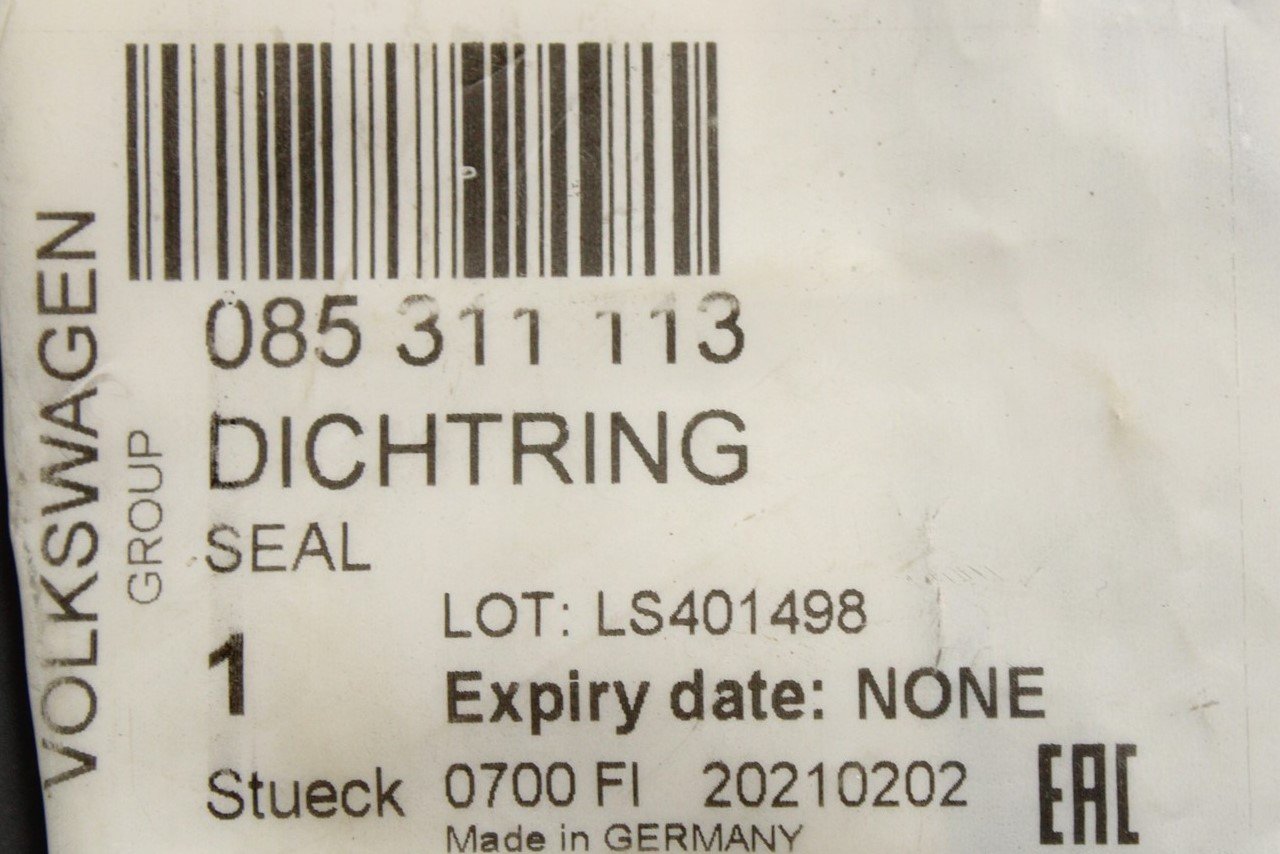 VOLKSWAGEN
GROUP
085 311 113
DICHTRING
SEAL
LOT: LS401498
1
Expiry date: NONE
Stueck 0700 FI 20210202
EAC
Made in GERMANY